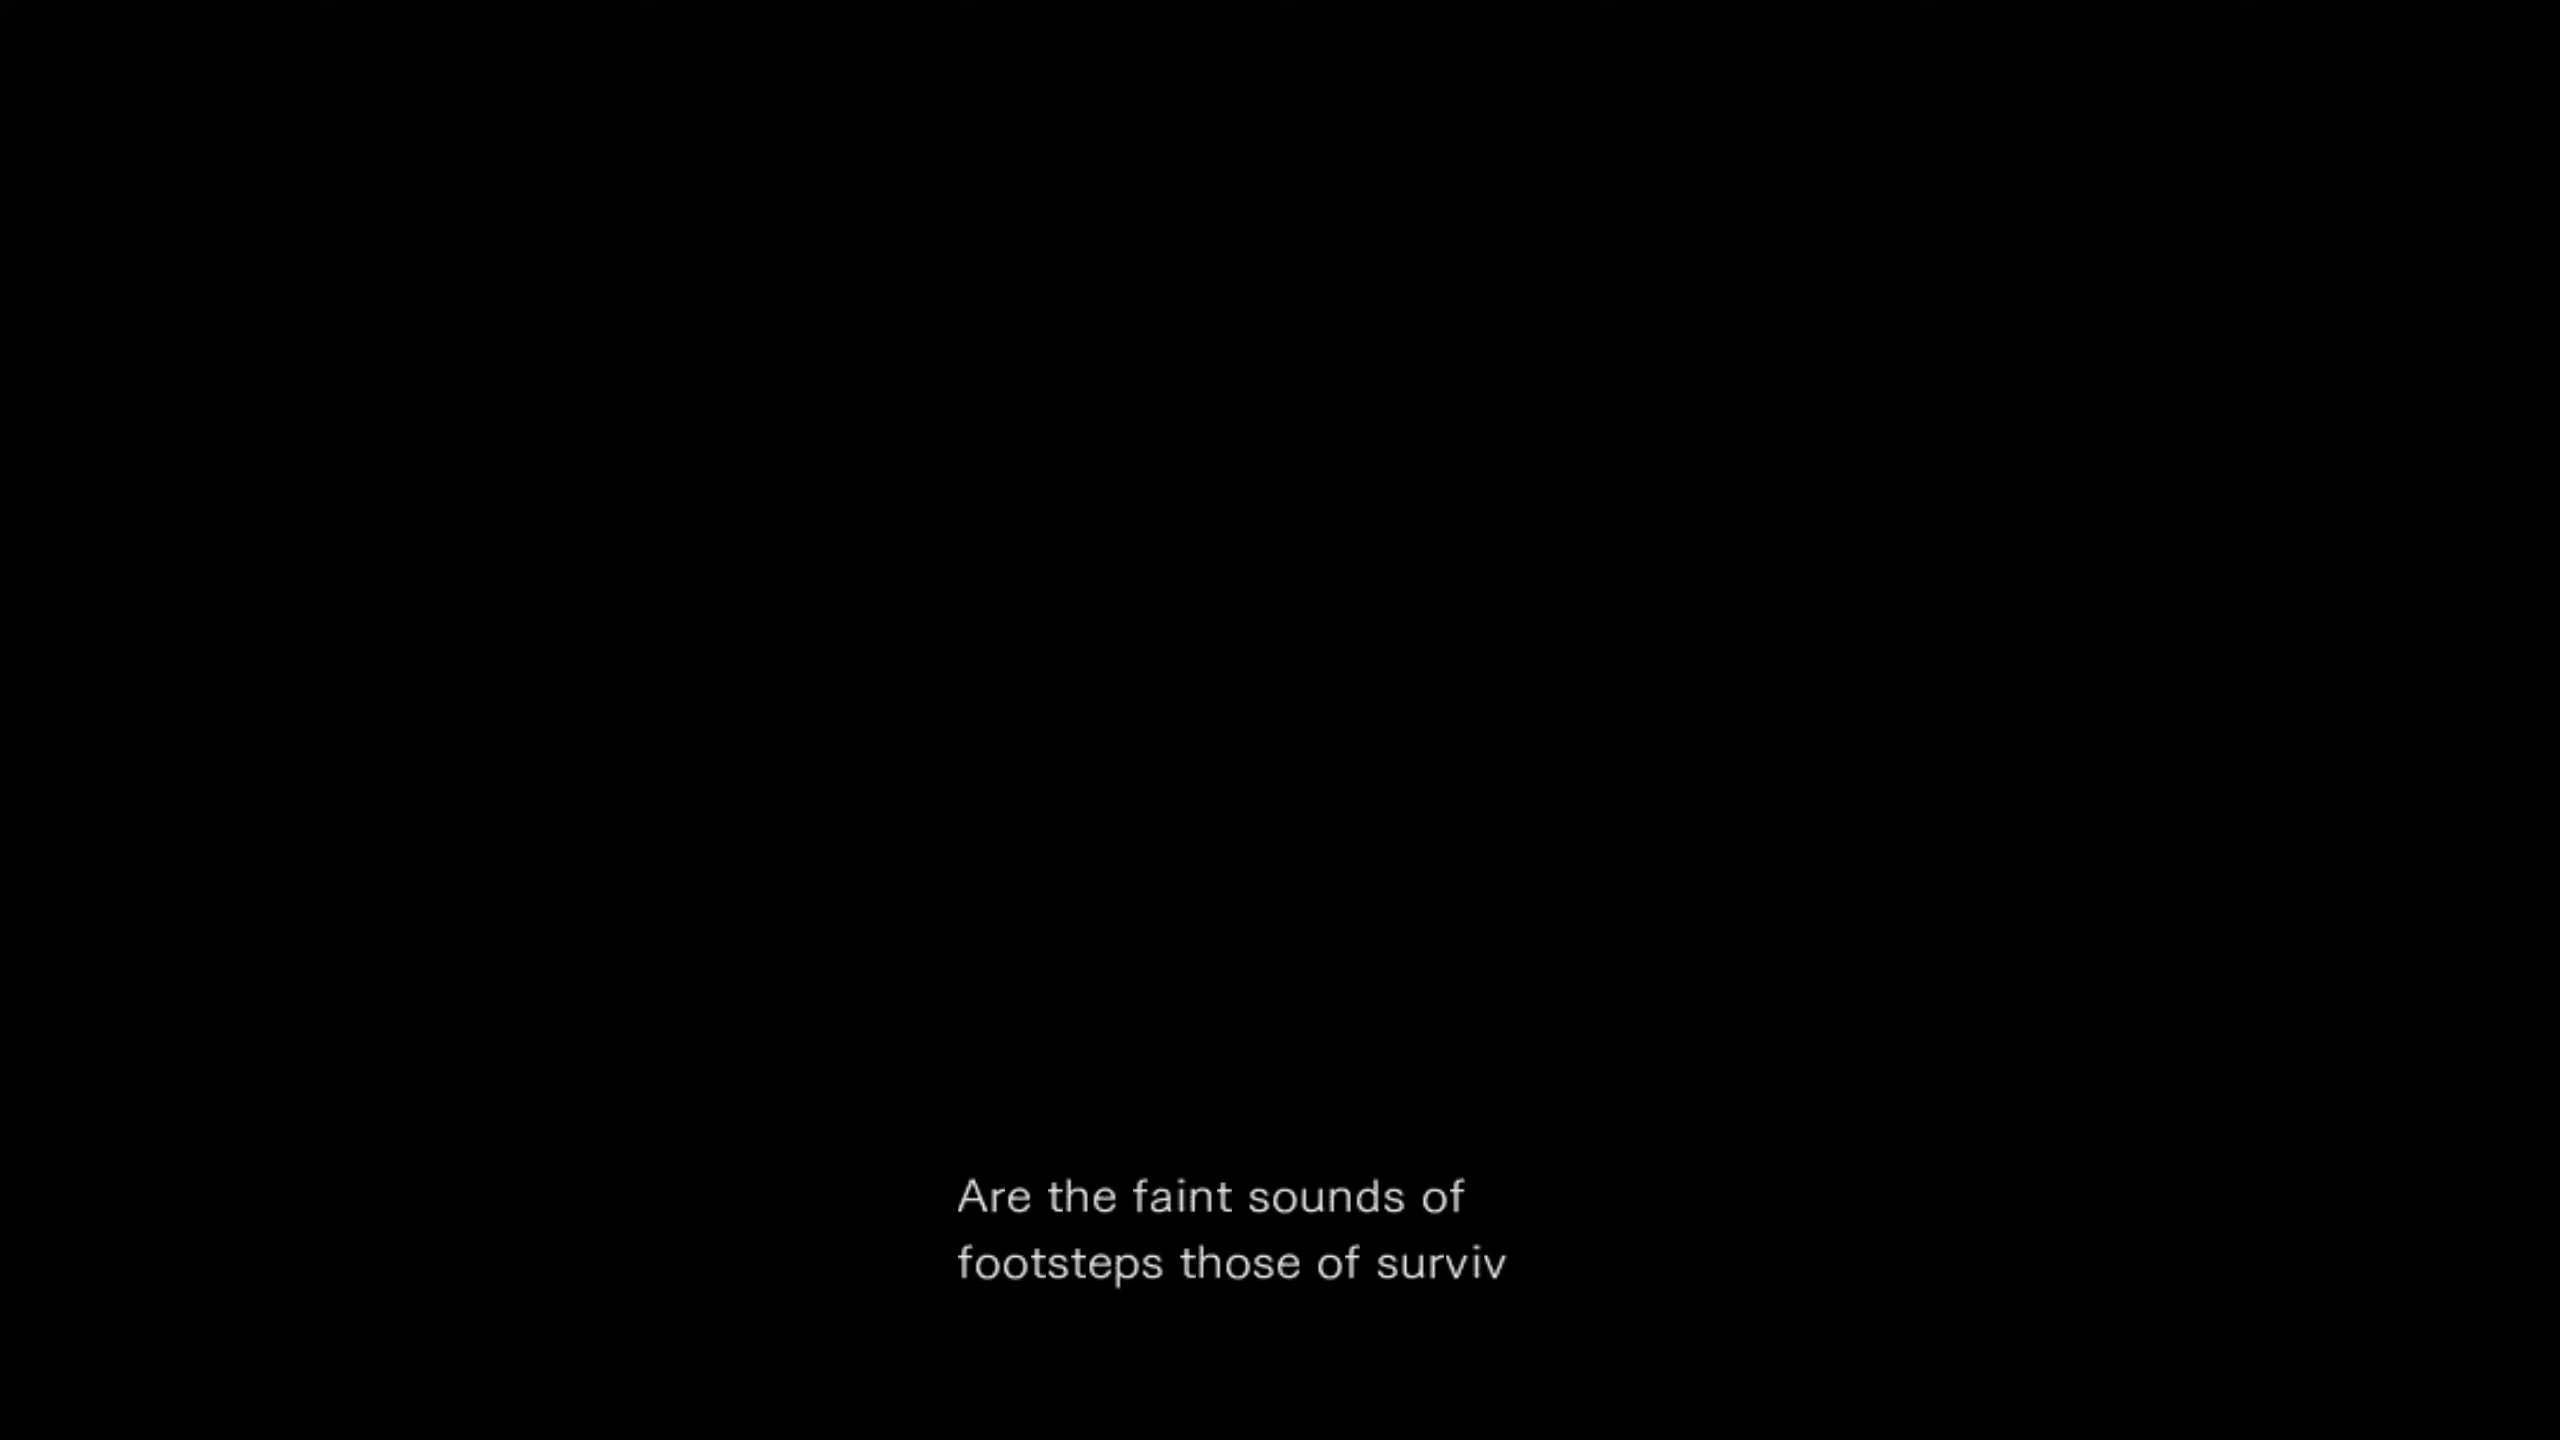 Are the faint sounds of
footsteps those of surviv